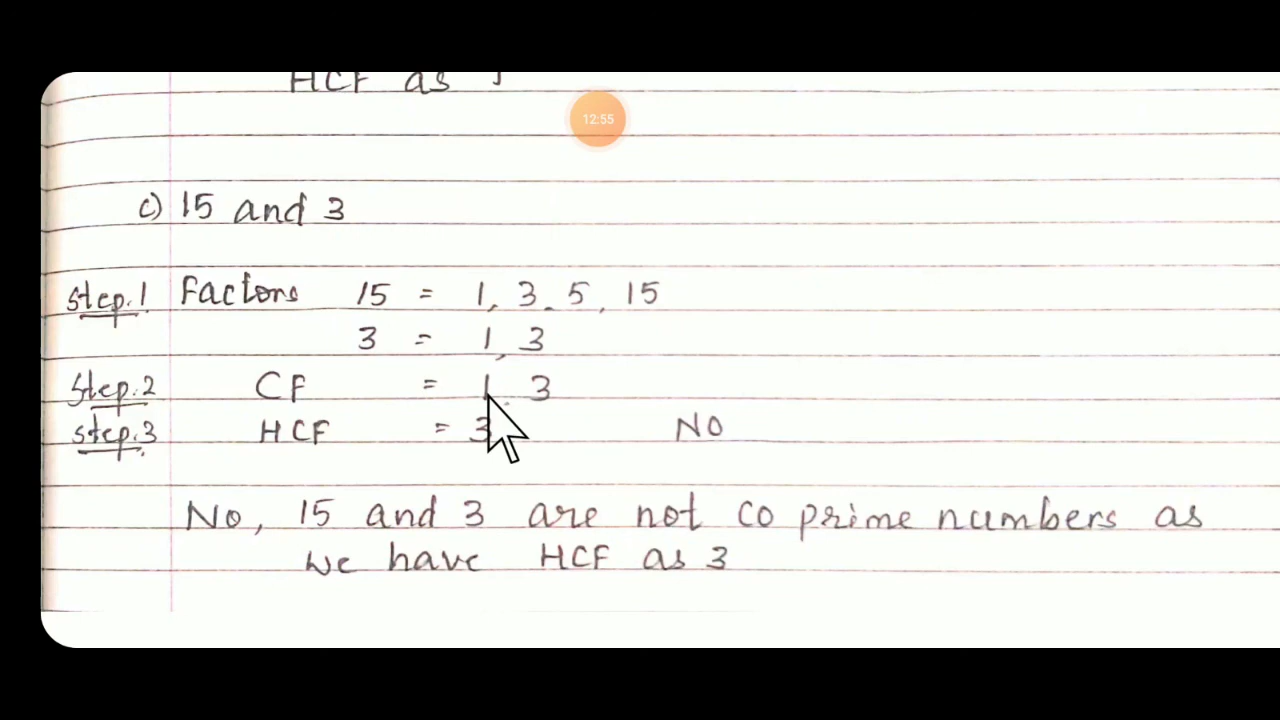 HCF as
12:55
c) 15 and 3
Step.1 Factors 15 = 1, 3, 5, 15
3 = 1, 3
Step.2 CF = 1, 3
Step.3 HCF = 3 NO
No, 15 and 3 are not co prime numbers as
we have HCF as 3